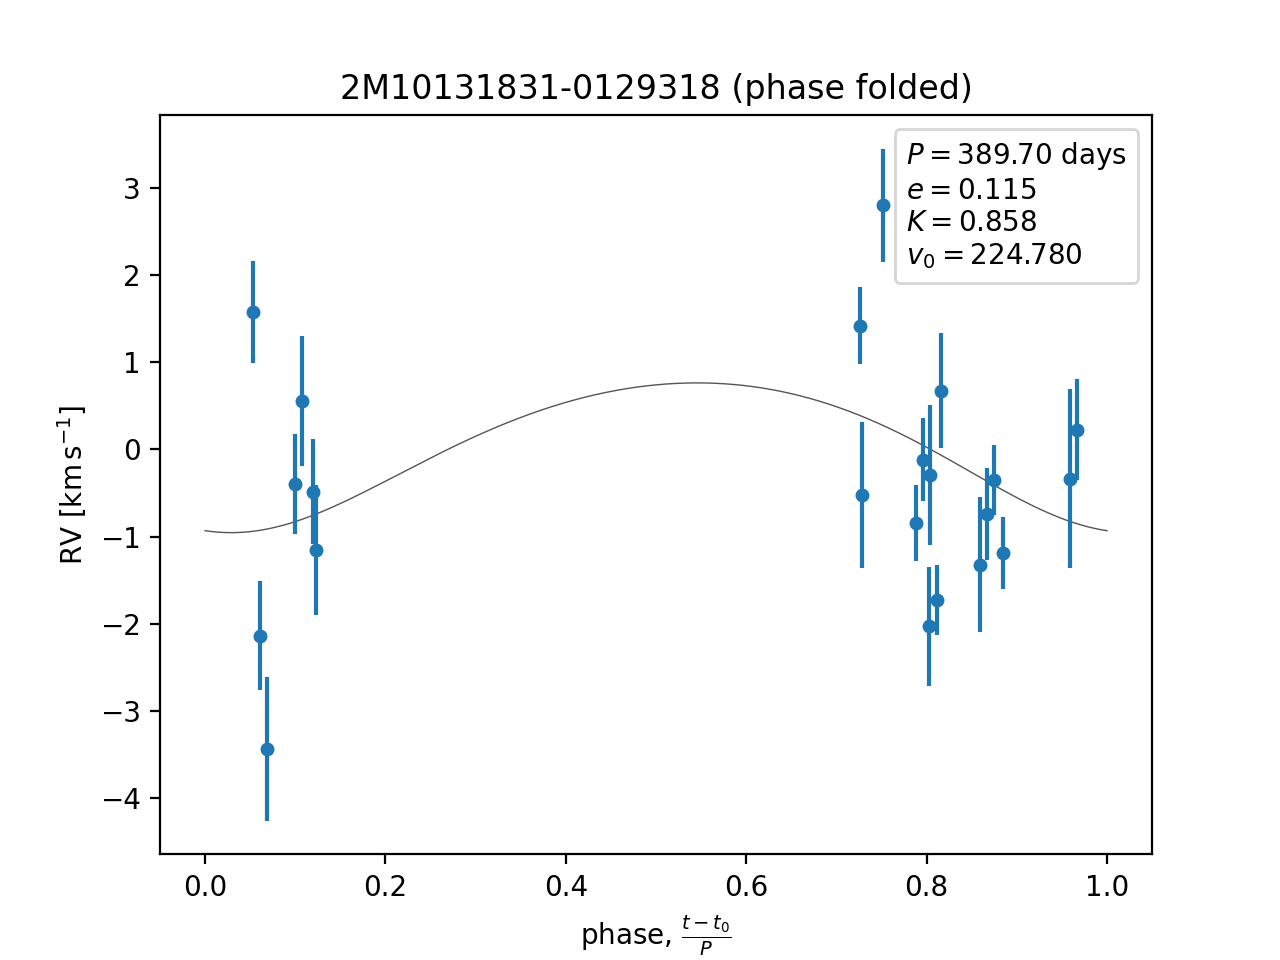 2M10131831-0129318 (phase folded)
P = 389.70 days
e = 0.115
K = 0.858
v₀ = 224.780
RV [km s⁻¹]
3
2
1
0
−1
−2
−3
−4
0.0 0.2 0.4 0.6 0.8 1.0
phase, (t − t₀)/P